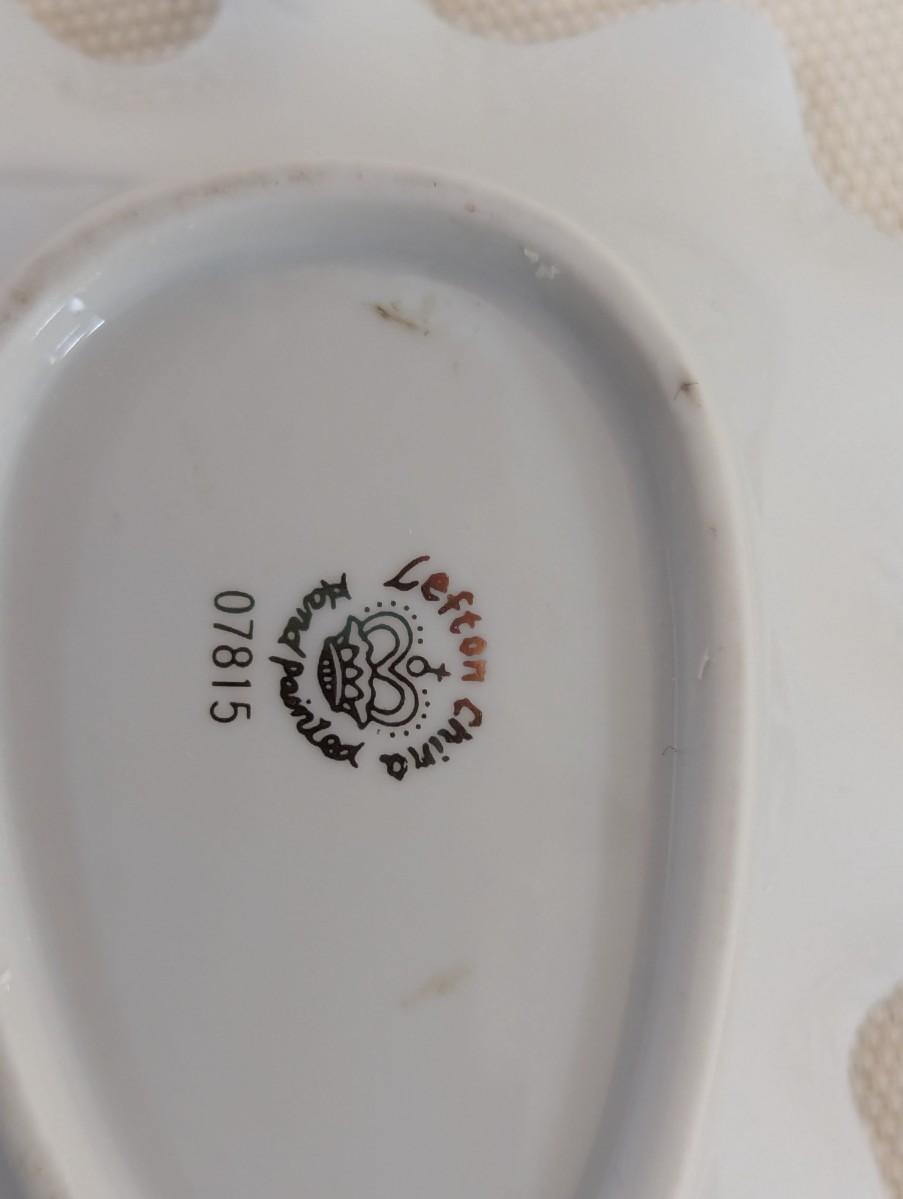 Lefton China
Hand painted
07815